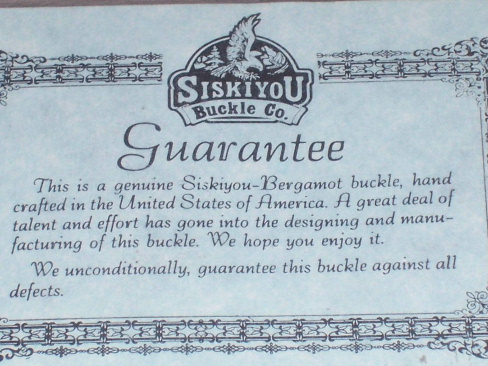 SISKIYOU
Buckle Co.
Guarantee
This is a genuine Siskiyou-Bergamot buckle, hand
crafted in the United States of America. A great deal of
talent and effort has gone into the designing and manu-
facturing of this buckle. We hope you enjoy it.
We unconditionally, guarantee this buckle against all
defects.